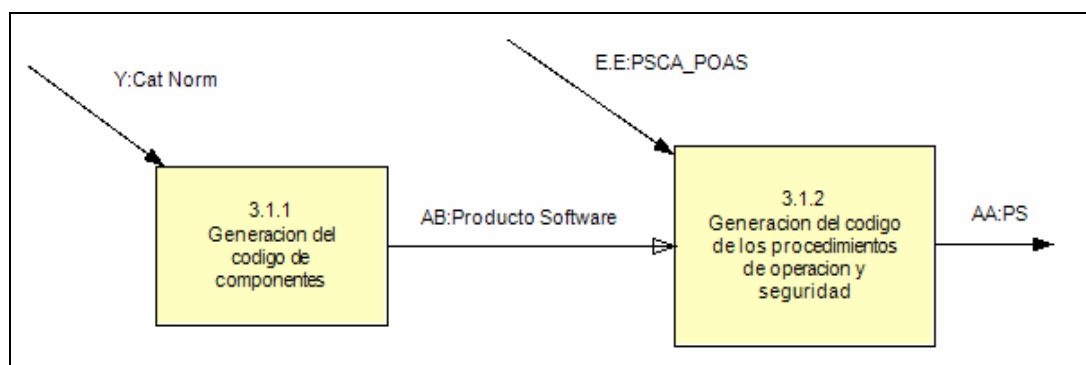 Y:Cat Norm
E.E:PSCA_POAS
3.1.1
Generacion del
codigo de
componentes
AB:Producto Software
3.1.2
Generacion del codigo
de los procedimientos
de operacion y
seguridad
AA:PS